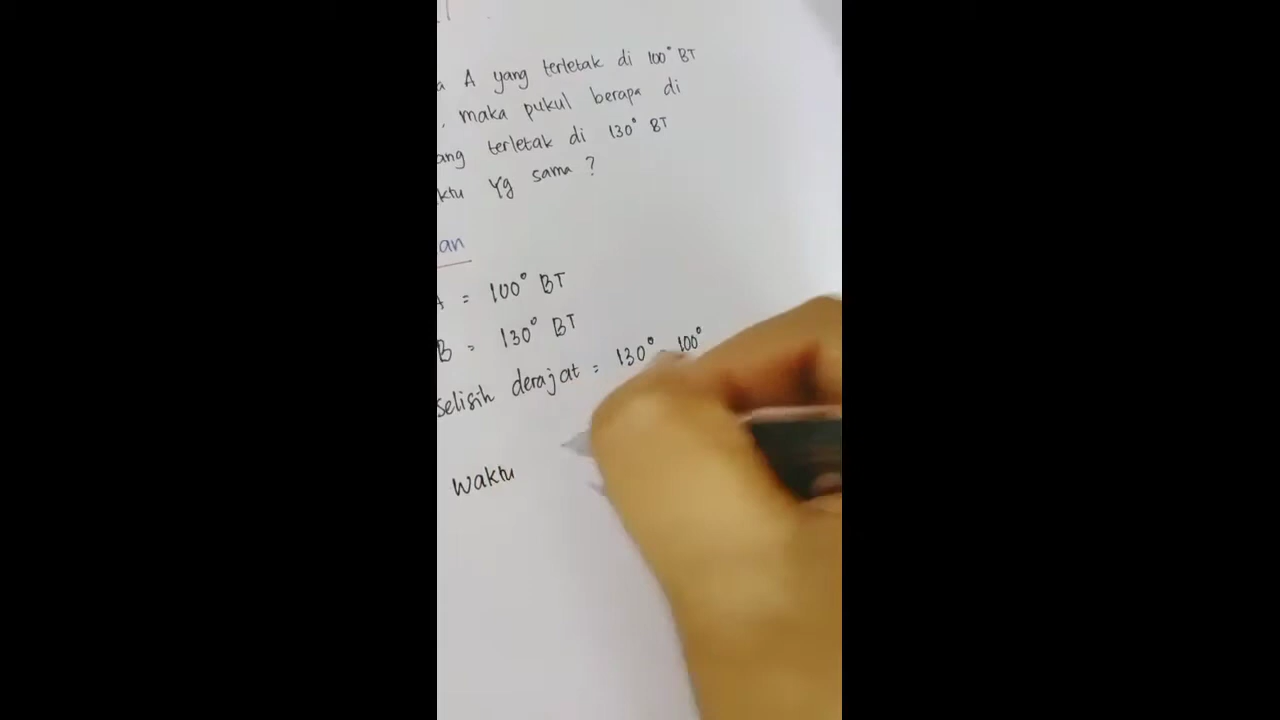 a A yang terletak di 100° BT
, maka pukul berapa di
ang terletak di 130° BT
ktu Yg sama ?
an
A = 100° BT
B = 130° BT
Selisih derajat = 130° - 100°
Waktu